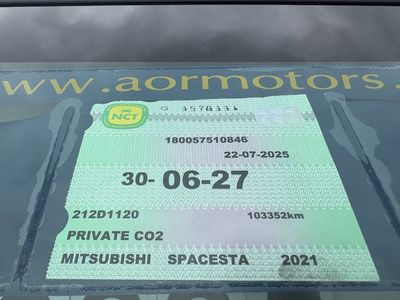 www.aormotors.
NCT
G 3578331
180057510846
22-07-2025
30- 06-27
212D1120 103352km
PRIVATE CO2
MITSUBISHI SPACESTA 2021